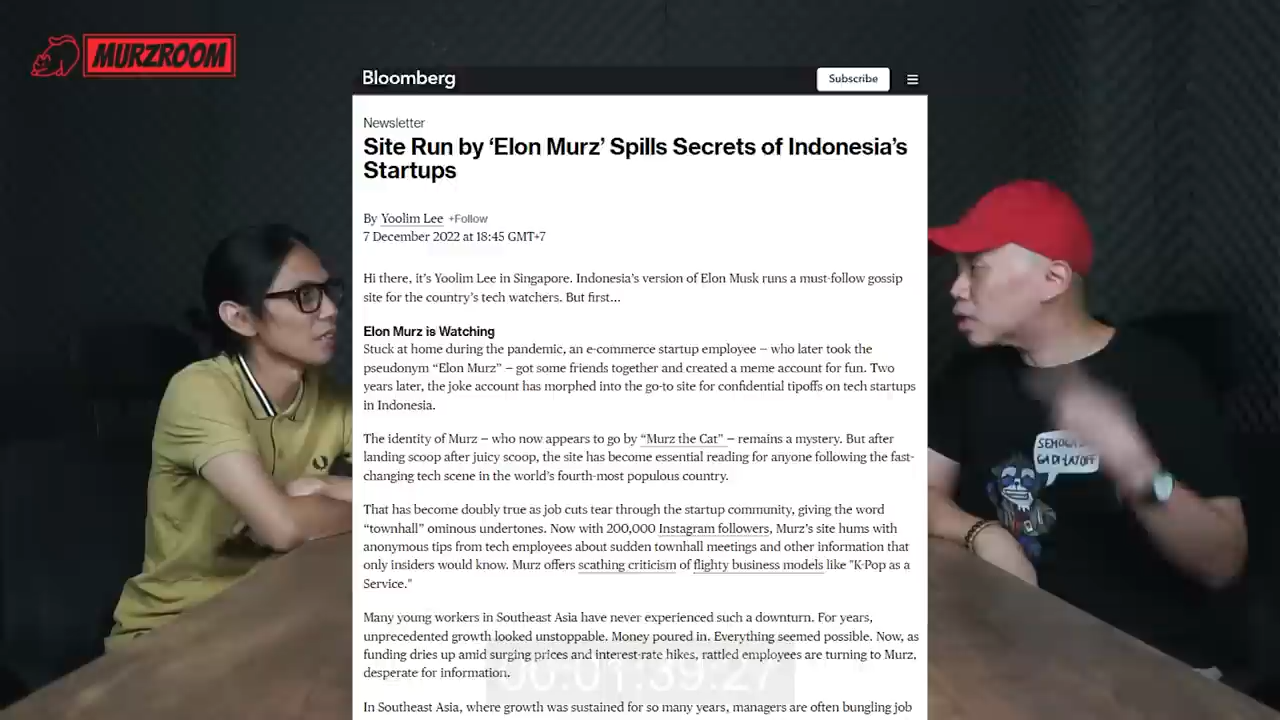 MURZROOM
Bloomberg
Subscribe
Newsletter
Site Run by ‘Elon Murz’ Spills Secrets of Indonesia’s
Startups
By Yoolim Lee +Follow
7 December 2022 at 18:45 GMT+7
Hi there, it’s Yoolim Lee in Singapore. Indonesia’s version of Elon Musk runs a must-follow gossip
site for the country’s tech watchers. But first...
Elon Murz is Watching
Stuck at home during the pandemic, an e-commerce startup employee — who later took the
pseudonym “Elon Murz” — got some friends together and created a meme account for fun. Two
years later, the joke account has morphed into the go-to site for confidential tipoffs on tech startups
in Indonesia.
The identity of Murz — who now appears to go by “Murz the Cat” — remains a mystery. But after
landing scoop after juicy scoop, the site has become essential reading for anyone following the fast-
changing tech scene in the world’s fourth-most populous country.
That has become doubly true as job cuts tear through the startup community, giving the word
“townhall” ominous undertones. Now with 200,000 Instagram followers, Murz’s site hums with
anonymous tips from tech employees about sudden townhall meetings and other information that
only insiders would know. Murz offers scathing criticism of flighty business models like "K-Pop as a
Service."
Many young workers in Southeast Asia have never experienced such a downturn. For years,
unprecedented growth looked unstoppable. Money poured in. Everything seemed possible. Now, as
funding dries up amid surging prices and interest-rate hikes, rattled employees are turning to Murz,
desperate for information.
In Southeast Asia, where growth was sustained for so many years, managers are often bungling job
00:01:39:27
GA DI-LAYOFF